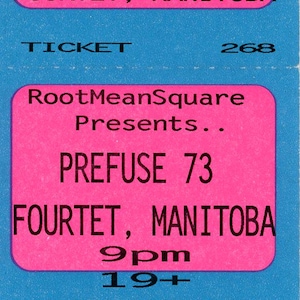 TICKET 268
RootMeanSquare
Presents..
PREFUSE 73
FOURTET, MANITOBA
9pm
19+